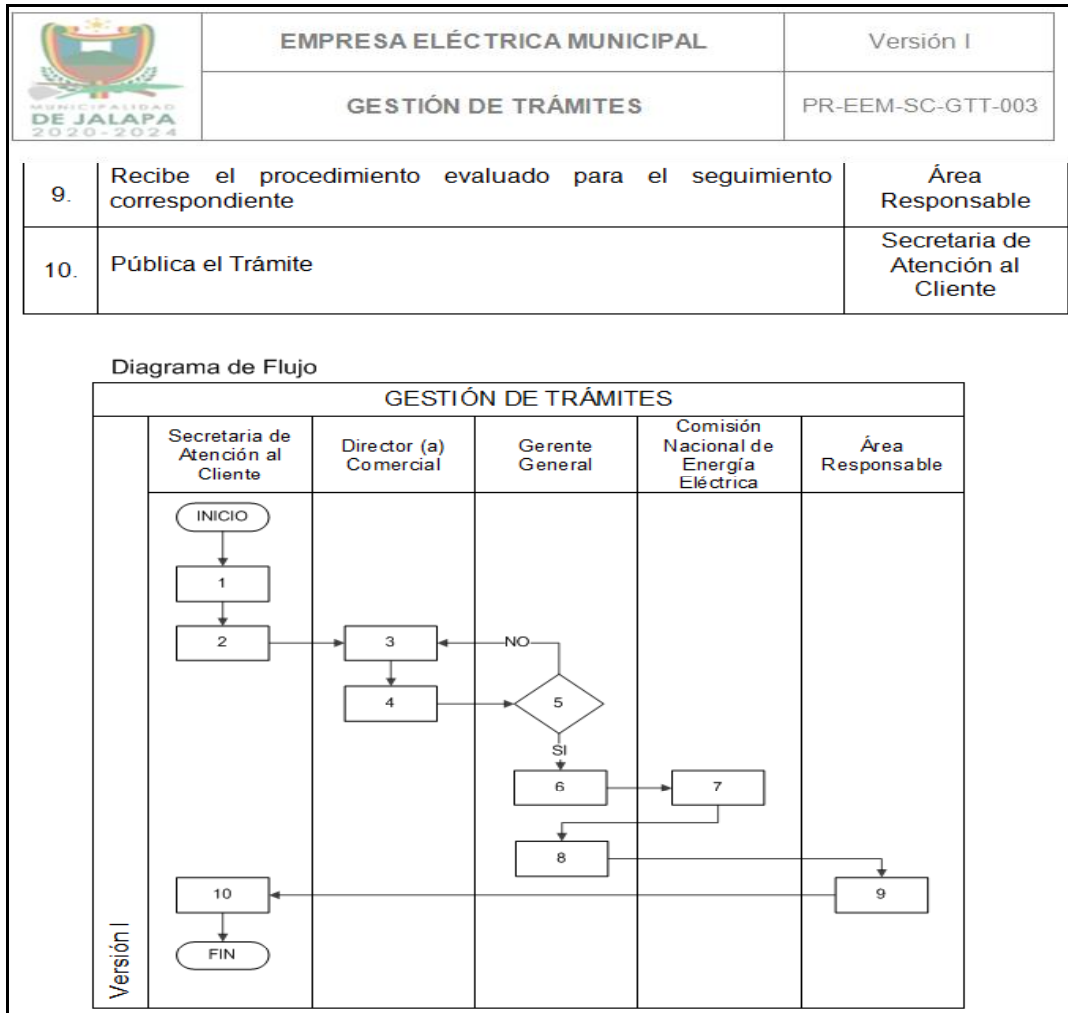 MUNICIPALIDAD
DE JALAPA
2020-2024
EMPRESA ELÉCTRICA MUNICIPAL
Versión I
GESTIÓN DE TRÁMITES
PR-EEM-SC-GTT-003
9.
Recibe el procedimiento evaluado para el seguimiento
correspondiente
Área
Responsable
10.
Pública el Trámite
Secretaria de
Atención al
Cliente
Diagrama de Flujo
GESTIÓN DE TRÁMITES
Secretaria de
Atención al
Cliente
Director (a)
Comercial
Gerente
General
Comisión
Nacional de
Energía
Eléctrica
Área
Responsable
INICIO
1
2
3
NO
4
5
SI
6
7
8
10
9
FIN
Versión I